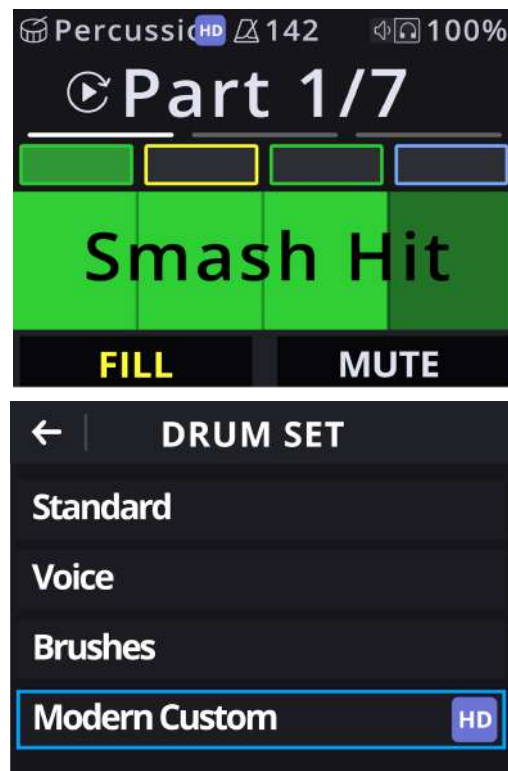 Percussic HD 142 100%
Part 1/7
Smash Hit
FILL MUTE
← DRUM SET
Standard
Voice
Brushes
Modern Custom HD